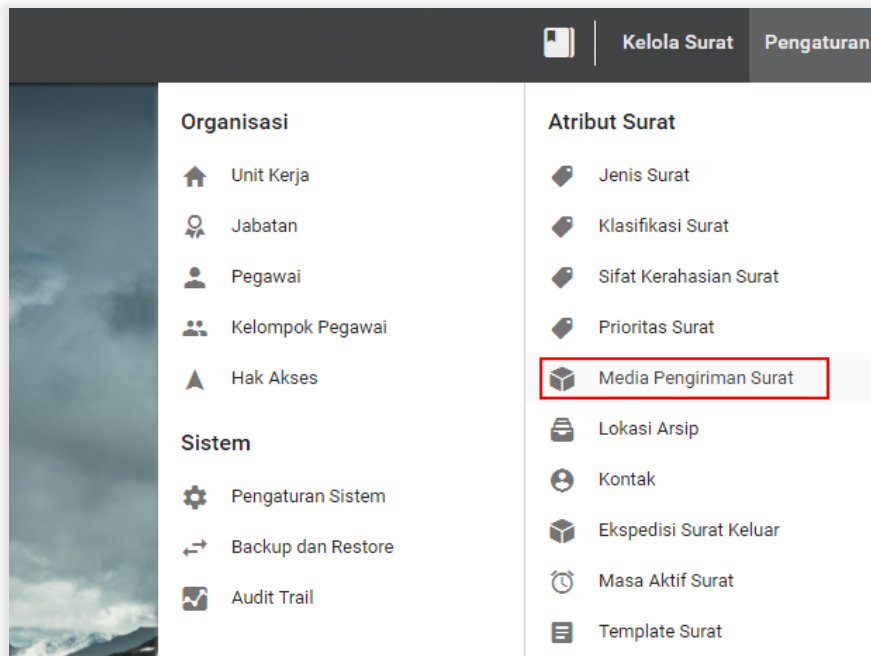 Kelola Surat
Pengaturan
Organisasi
Unit Kerja
Jabatan
Pegawai
Kelompok Pegawai
Hak Akses
Sistem
Pengaturan Sistem
Backup dan Restore
Audit Trail
Atribut Surat
Jenis Surat
Klasifikasi Surat
Sifat Kerahasian Surat
Prioritas Surat
Media Pengiriman Surat
Lokasi Arsip
Kontak
Ekspedisi Surat Keluar
Masa Aktif Surat
Template Surat